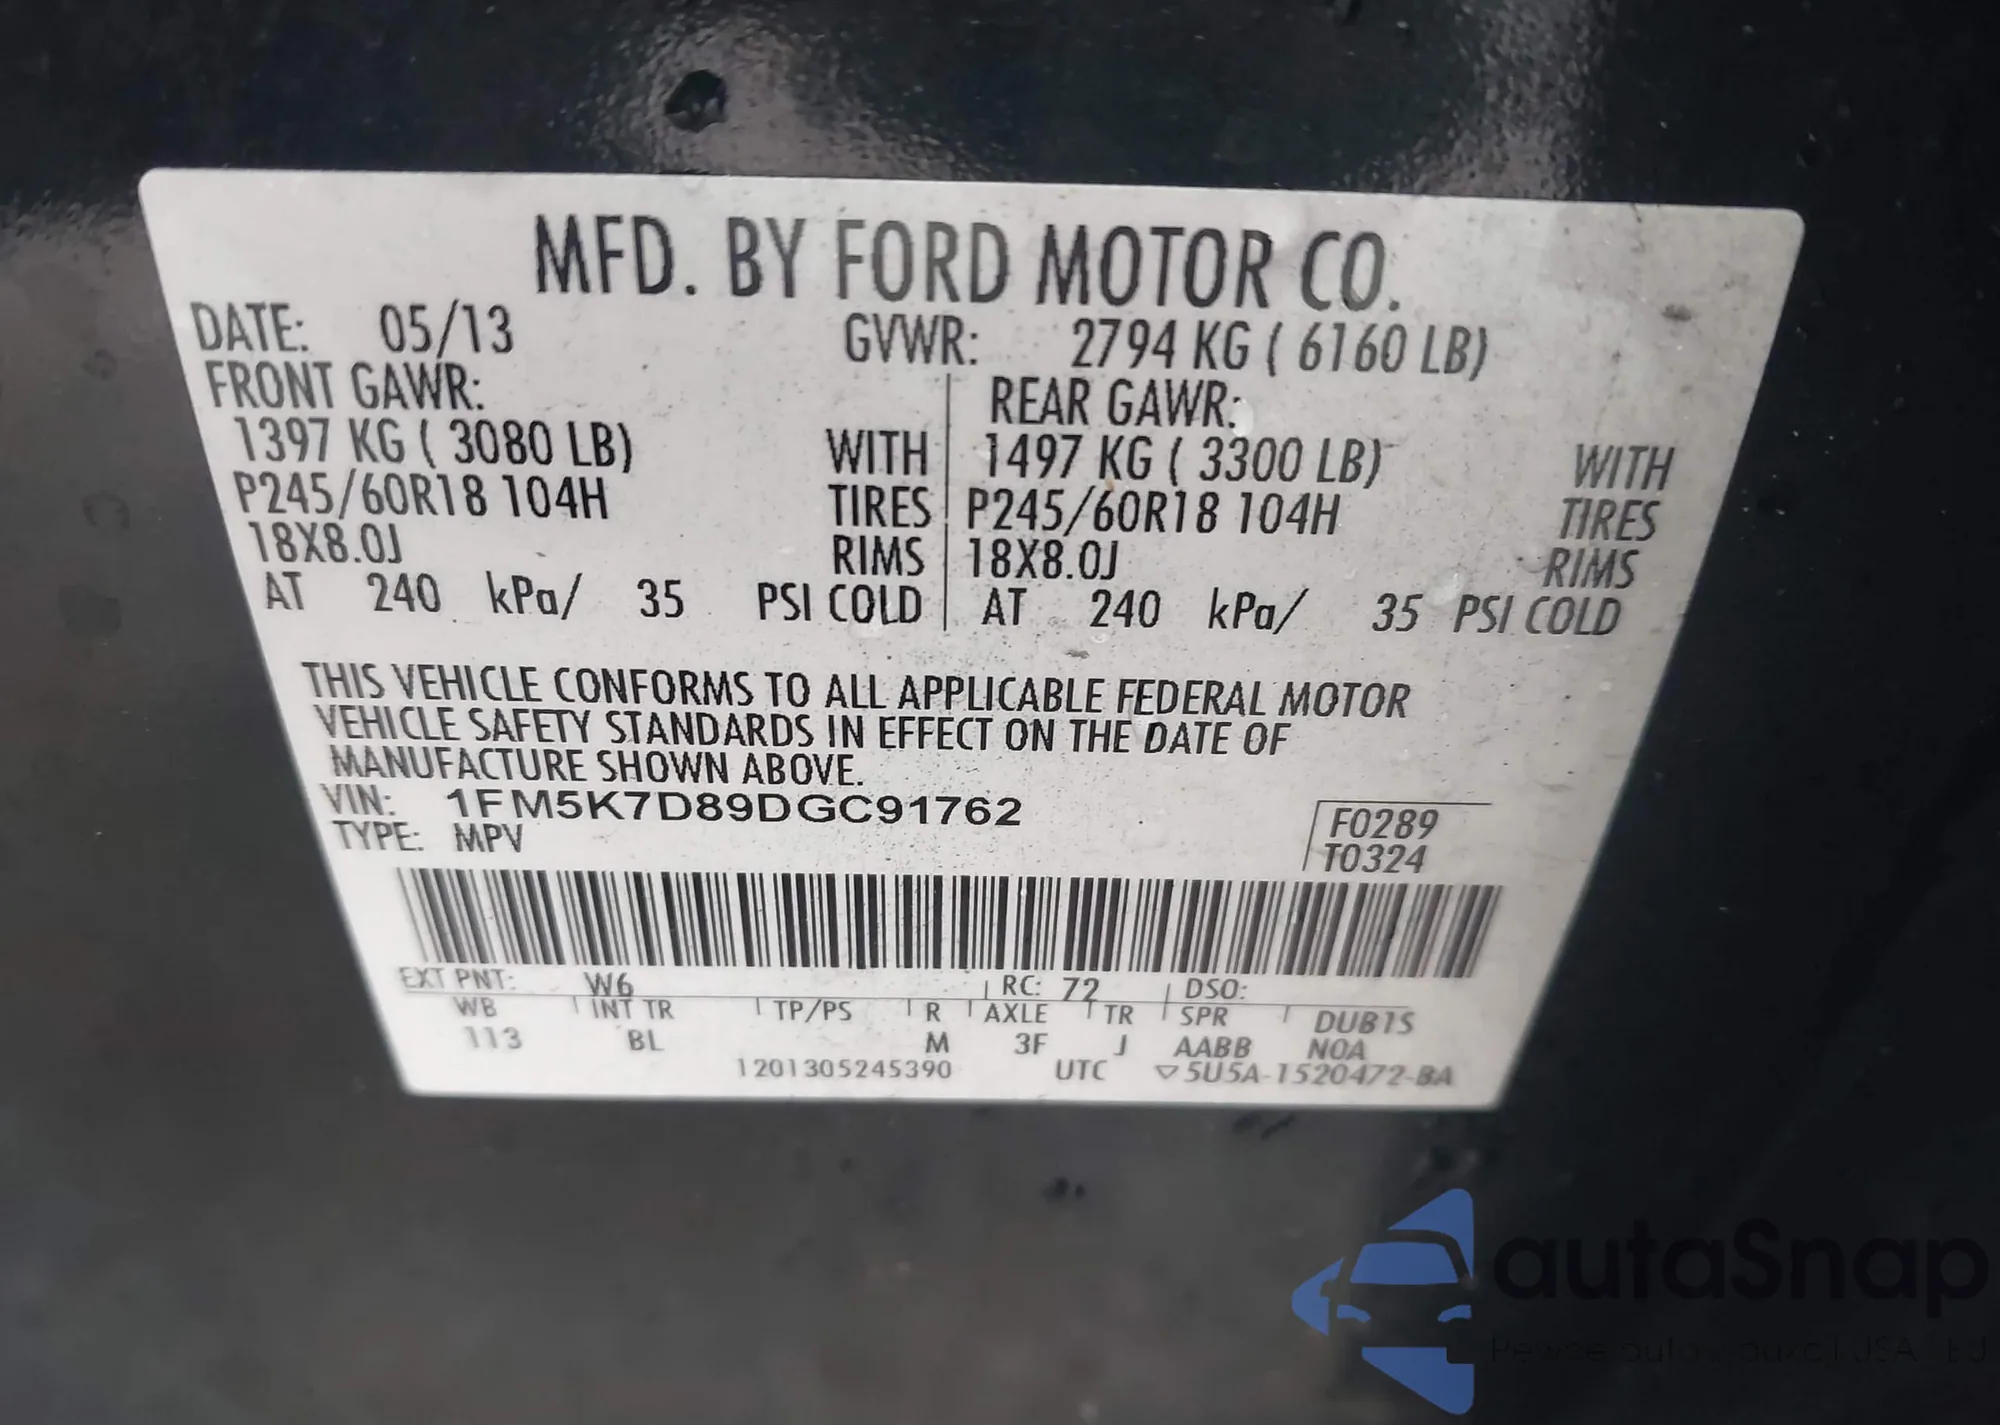 MFD. BY FORD MOTOR CO.
DATE: 05/13 GVWR: 2794 KG ( 6160 LB)
FRONT GAWR: REAR GAWR:
1397 KG ( 3080 LB) WITH 1497 KG ( 3300 LB) WITH
P245/60R18 104H TIRES P245/60R18 104H TIRES
18X8.0J RIMS 18X8.0J RIMS
AT 240 kPa/ 35 PSI COLD AT 240 kPa/ 35 PSI COLD
THIS VEHICLE CONFORMS TO ALL APPLICABLE FEDERAL MOTOR
VEHICLE SAFETY STANDARDS IN EFFECT ON THE DATE OF
MANUFACTURE SHOWN ABOVE.
VIN: 1FM5K7D89DGC91762 F0289
TYPE: MPV T0324
EXT PNT: W6 RC: 72 DSO:
WB INT TR TP/PS R AXLE TR SPR DUB1S
113 BL M 3F J AABB NOA
1201305245390 UTC ▽5U5A-1520472-BA
autoSnap